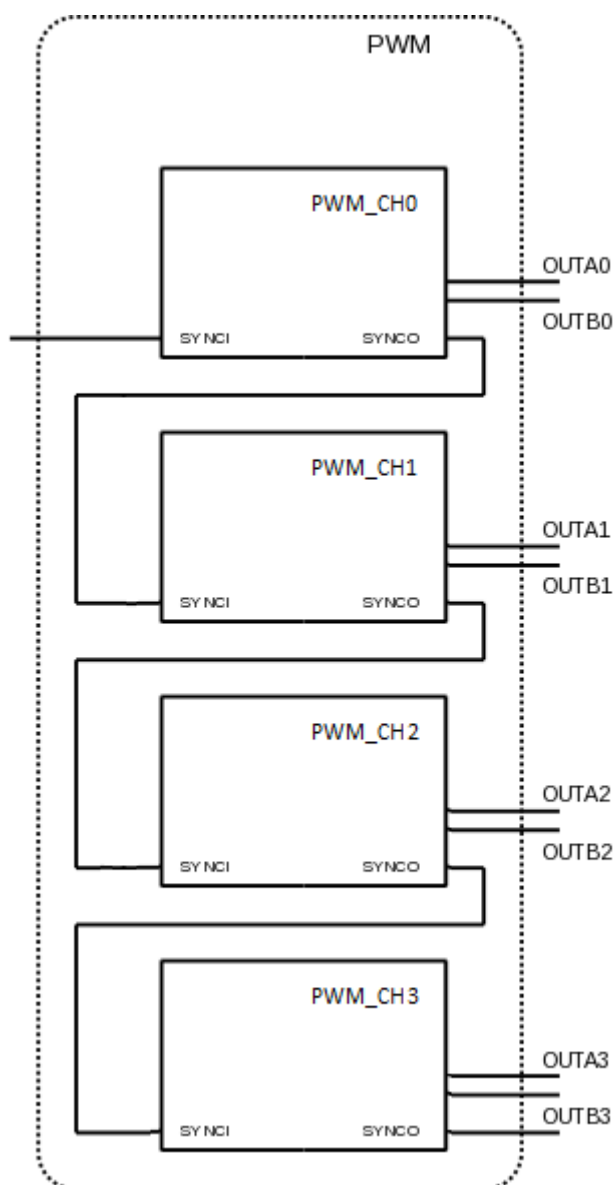 PWM
PWM_CH0
OUTA0
OUTB0
SYNCI SYNCO
PWM_CH1
OUTA1
OUTB1
SYNCI SYNCO
PWM_CH2
OUTA2
OUTB2
SYNCI SYNCO
PWM_CH3
OUTA3
OUTB3
SYNCI SYNCO